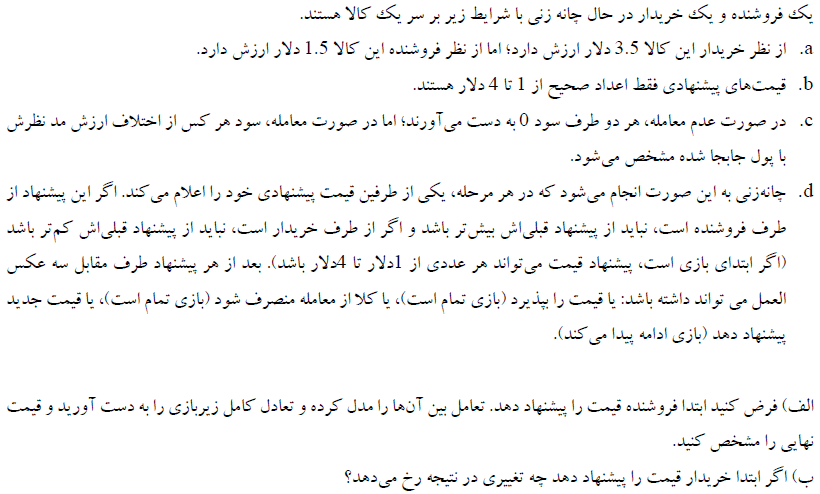 یک فروشنده و یک خریدار در حال چانه زنی با شرایط زیر بر سر یک کالا هستند.
a. از نظر خریدار این کالا 3.5 دلار ارزش دارد؛ اما از نظر فروشنده این کالا 1.5 دلار ارزش دارد.
b. قیمت‌های پیشنهادی فقط اعداد صحیح از 1 تا 4 دلار هستند.
c. در صورت عدم معامله، هر دو طرف سود 0 به دست می‌آورند؛ اما در صورت معامله، سود هر کس از اختلاف ارزش مد نظرش
با پول جابجا شده مشخص می‌شود.
d. چانه‌زنی به این صورت انجام می‌شود که در هر مرحله، یکی از طرفین قیمت پیشنهادی خود را اعلام می‌کند. اگر این پیشنهاد از
طرف فروشنده است، نباید از پیشنهاد قبلی‌اش بیش‌تر باشد و اگر از طرف خریدار است، نباید از پیشنهاد قبلی‌اش کم‌تر باشد
(اگر ابتدای بازی است، پیشنهاد قیمت می‌تواند هر عددی از 1دلار تا 4دلار باشد). بعد از هر پیشنهاد طرف مقابل سه عکس
العمل می تواند داشته باشد: یا قیمت را بپذیرد (بازی تمام است)، یا کلا از معامله منصرف شود (بازی تمام است)، یا قیمت جدید
پیشنهاد دهد (بازی ادامه پیدا می‌کند).
الف) فرض کنید ابتدا فروشنده قیمت را پیشنهاد دهد. تعامل بین آن‌ها را مدل کرده و تعادل کامل زیربازی را به دست آورید و قیمت
نهایی را مشخص کنید.
ب) اگر ابتدا خریدار قیمت را پیشنهاد دهد چه تغییری در نتیجه رخ می‌دهد؟